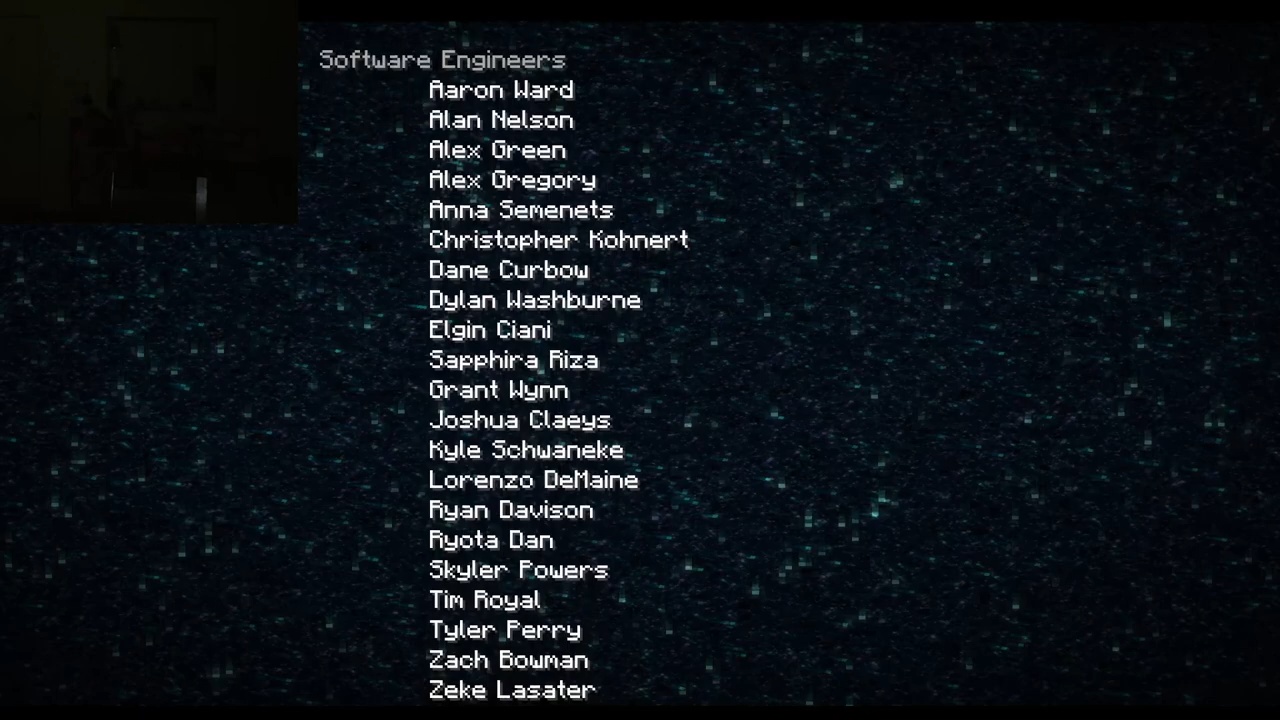 Software Engineers
Aaron Ward
Alan Nelson
Alex Green
Alex Gregory
Anna Semenets
Christopher Kohnert
Dane Curbow
Dylan Washburne
Elgin Ciani
Sapphira Riza
Grant Wynn
Joshua Claeys
Kyle Schwaneke
Lorenzo DeMaine
Ryan Davison
Ryota Dan
Skyler Powers
Tim Royal
Tyler Perry
Zach Bowman
Zeke Lasater